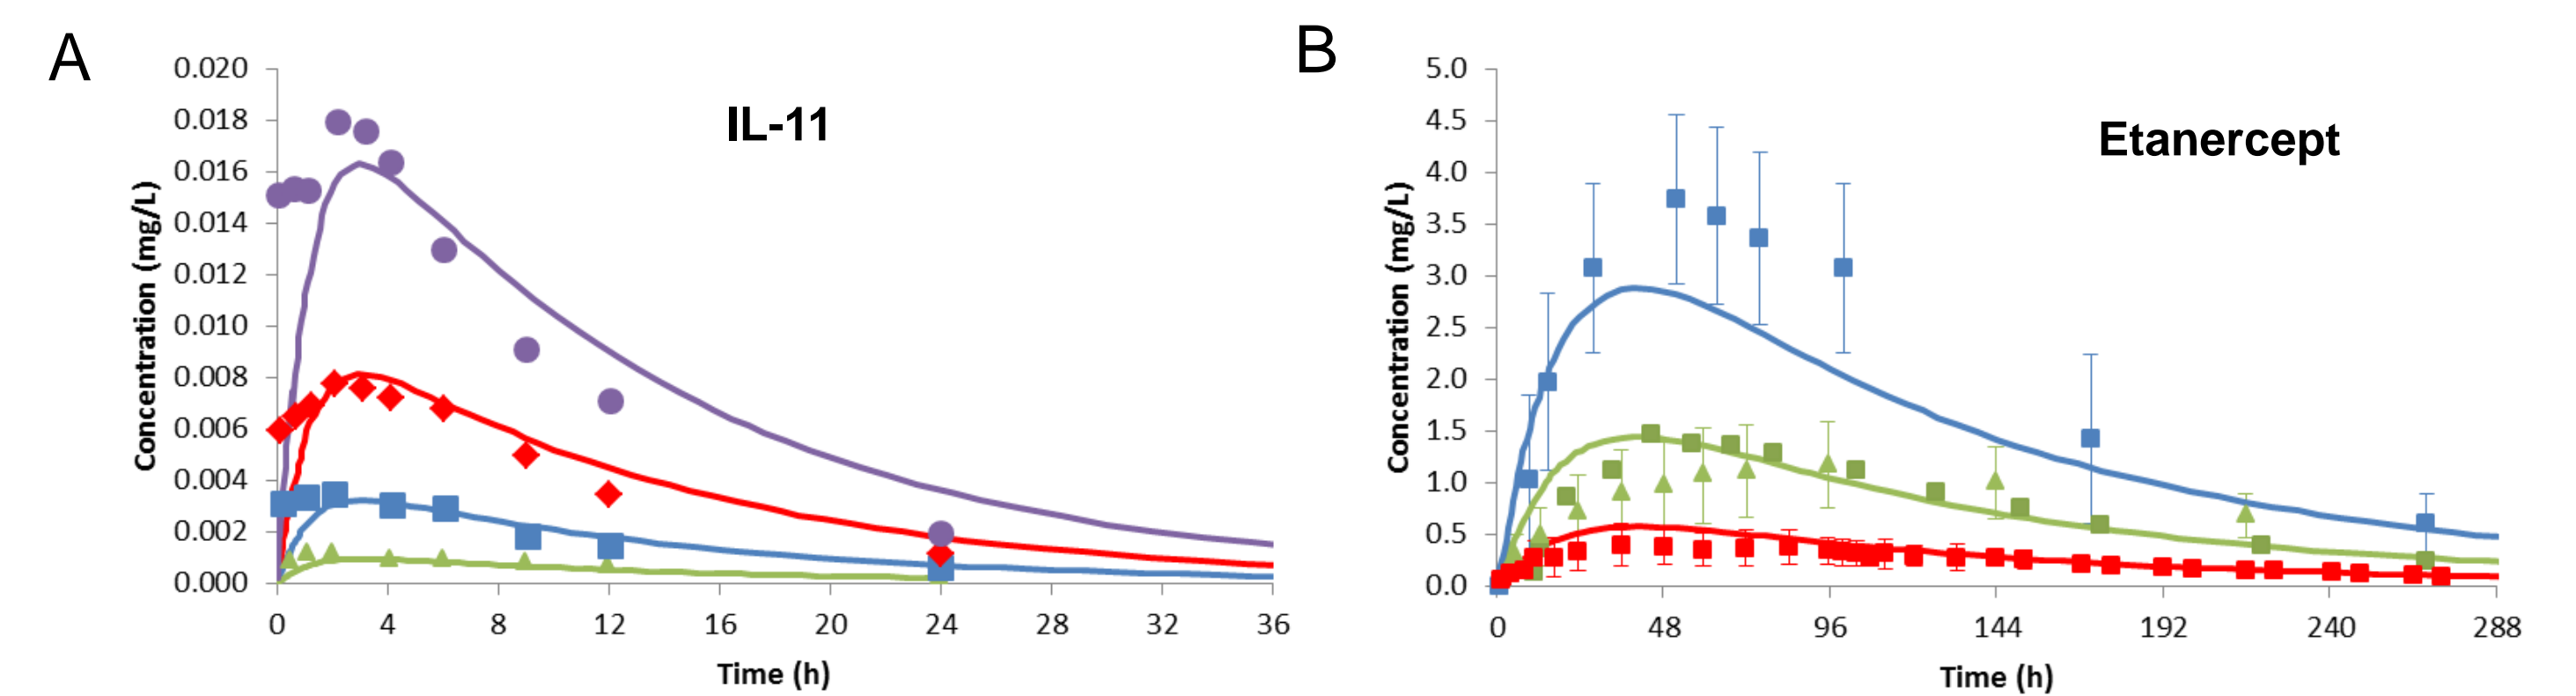 A
IL-11
Concentration (mg/L)
0.020
0.018
0.016
0.014
0.012
0.010
0.008
0.006
0.004
0.002
0.000
0 4 8 12 16 20 24 28 32 36
Time (h)
B
Etanercept
Concentration (mg/L)
5.0
4.5
4.0
3.5
3.0
2.5
2.0
1.5
1.0
0.5
0.0
0 48 96 144 192 240 288
Time (h)